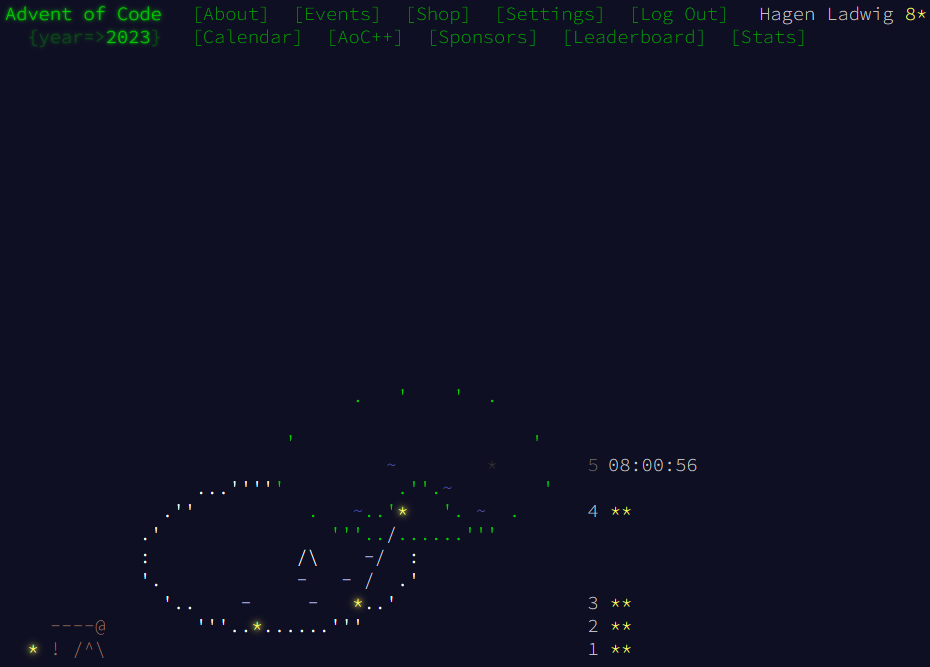 Advent of Code [About] [Events] [Shop] [Settings] [Log Out] Hagen Ladwig 8*
{year=>2023} [Calendar] [AoC++] [Sponsors] [Leaderboard] [Stats]
. ' ' .
' '
~ * 5 08:00:56
...''''' .''.~ '
.'' . ~..'* '. ~ . 4 **
.' '''../......'''
: /\ -/ :
'. - - / .'
'.. - - *..' 3 **
----@ '''..*......''' 2 **
* ! /^\ 1 **